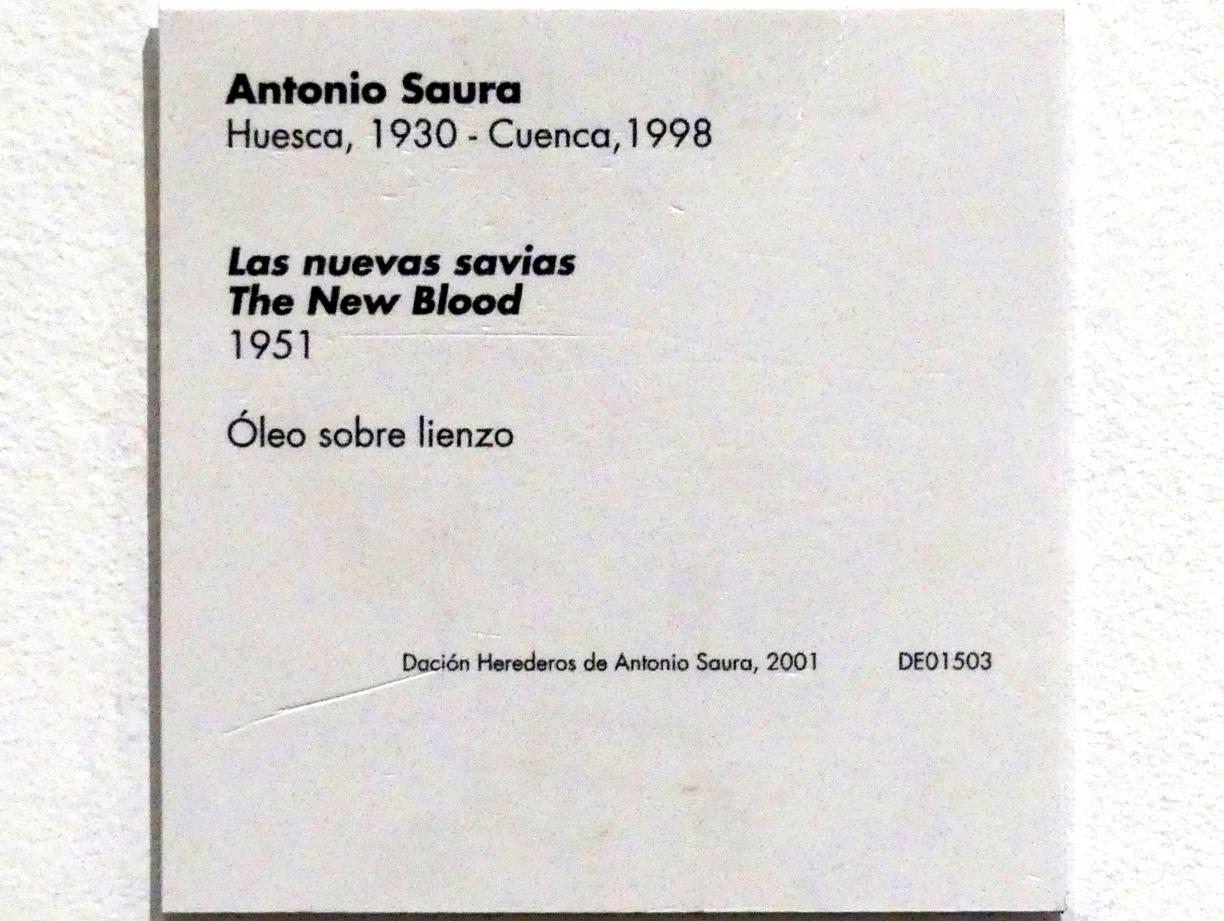 Antonio Saura
Huesca, 1930 - Cuenca,1998
Las nuevas savias
The New Blood
1951
Óleo sobre lienzo
Dación Herederos de Antonio Saura, 2001 DE01503